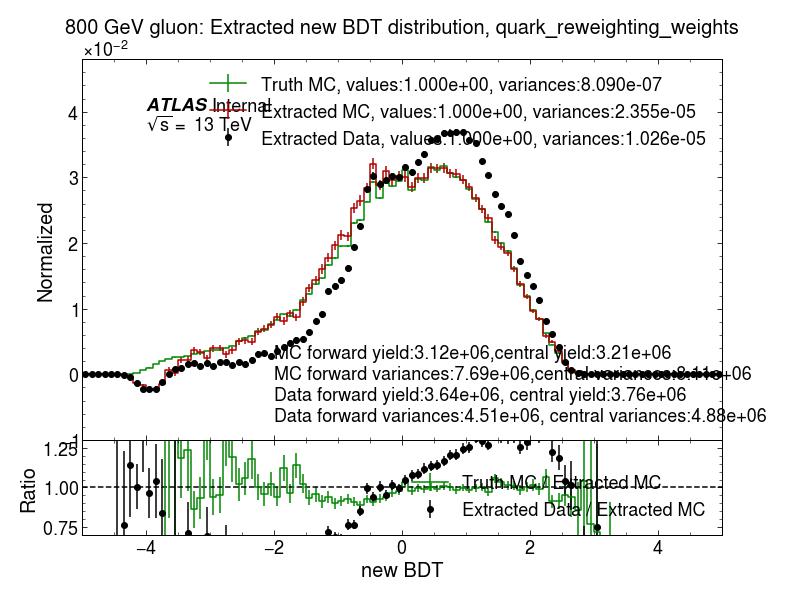 800 GeV gluon: Extracted new BDT distribution, quark_reweighting_weights
×10⁻²
Truth MC, values:1.000e+00, variances:8.090e-07
ATLAS Internal
Extracted MC, values:1.000e+00, variances:2.355e-05
√s = 13 TeV
Extracted Data, values:1.000e+00, variances:1.026e-05
4
3
2
1
0
−1
Normalized
MC forward yield:3.12e+06,central yield:3.21e+06
MC forward variances:7.69e+06,central variances:8.11e+06
Data forward yield:3.64e+06, central yield:3.76e+06
Data forward variances:4.51e+06, central variances:4.88e+06
1.25
1.00
0.75
Ratio
Truth MC / Extracted MC
Extracted Data / Extracted MC
−4 −2 0 2 4
new BDT